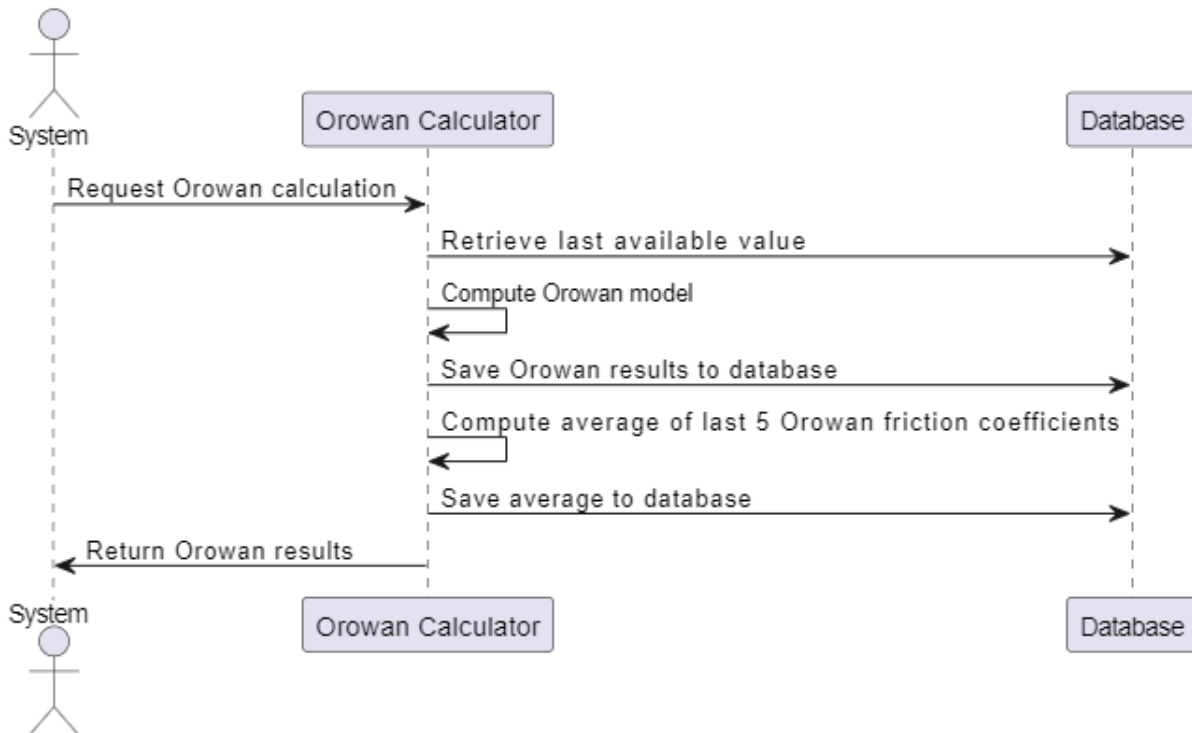 System
Orowan Calculator
Database
Request Orowan calculation
Retrieve last available value
Compute Orowan model
Save Orowan results to database
Compute average of last 5 Orowan friction coefficients
Save average to database
Return Orowan results
System
Orowan Calculator
Database